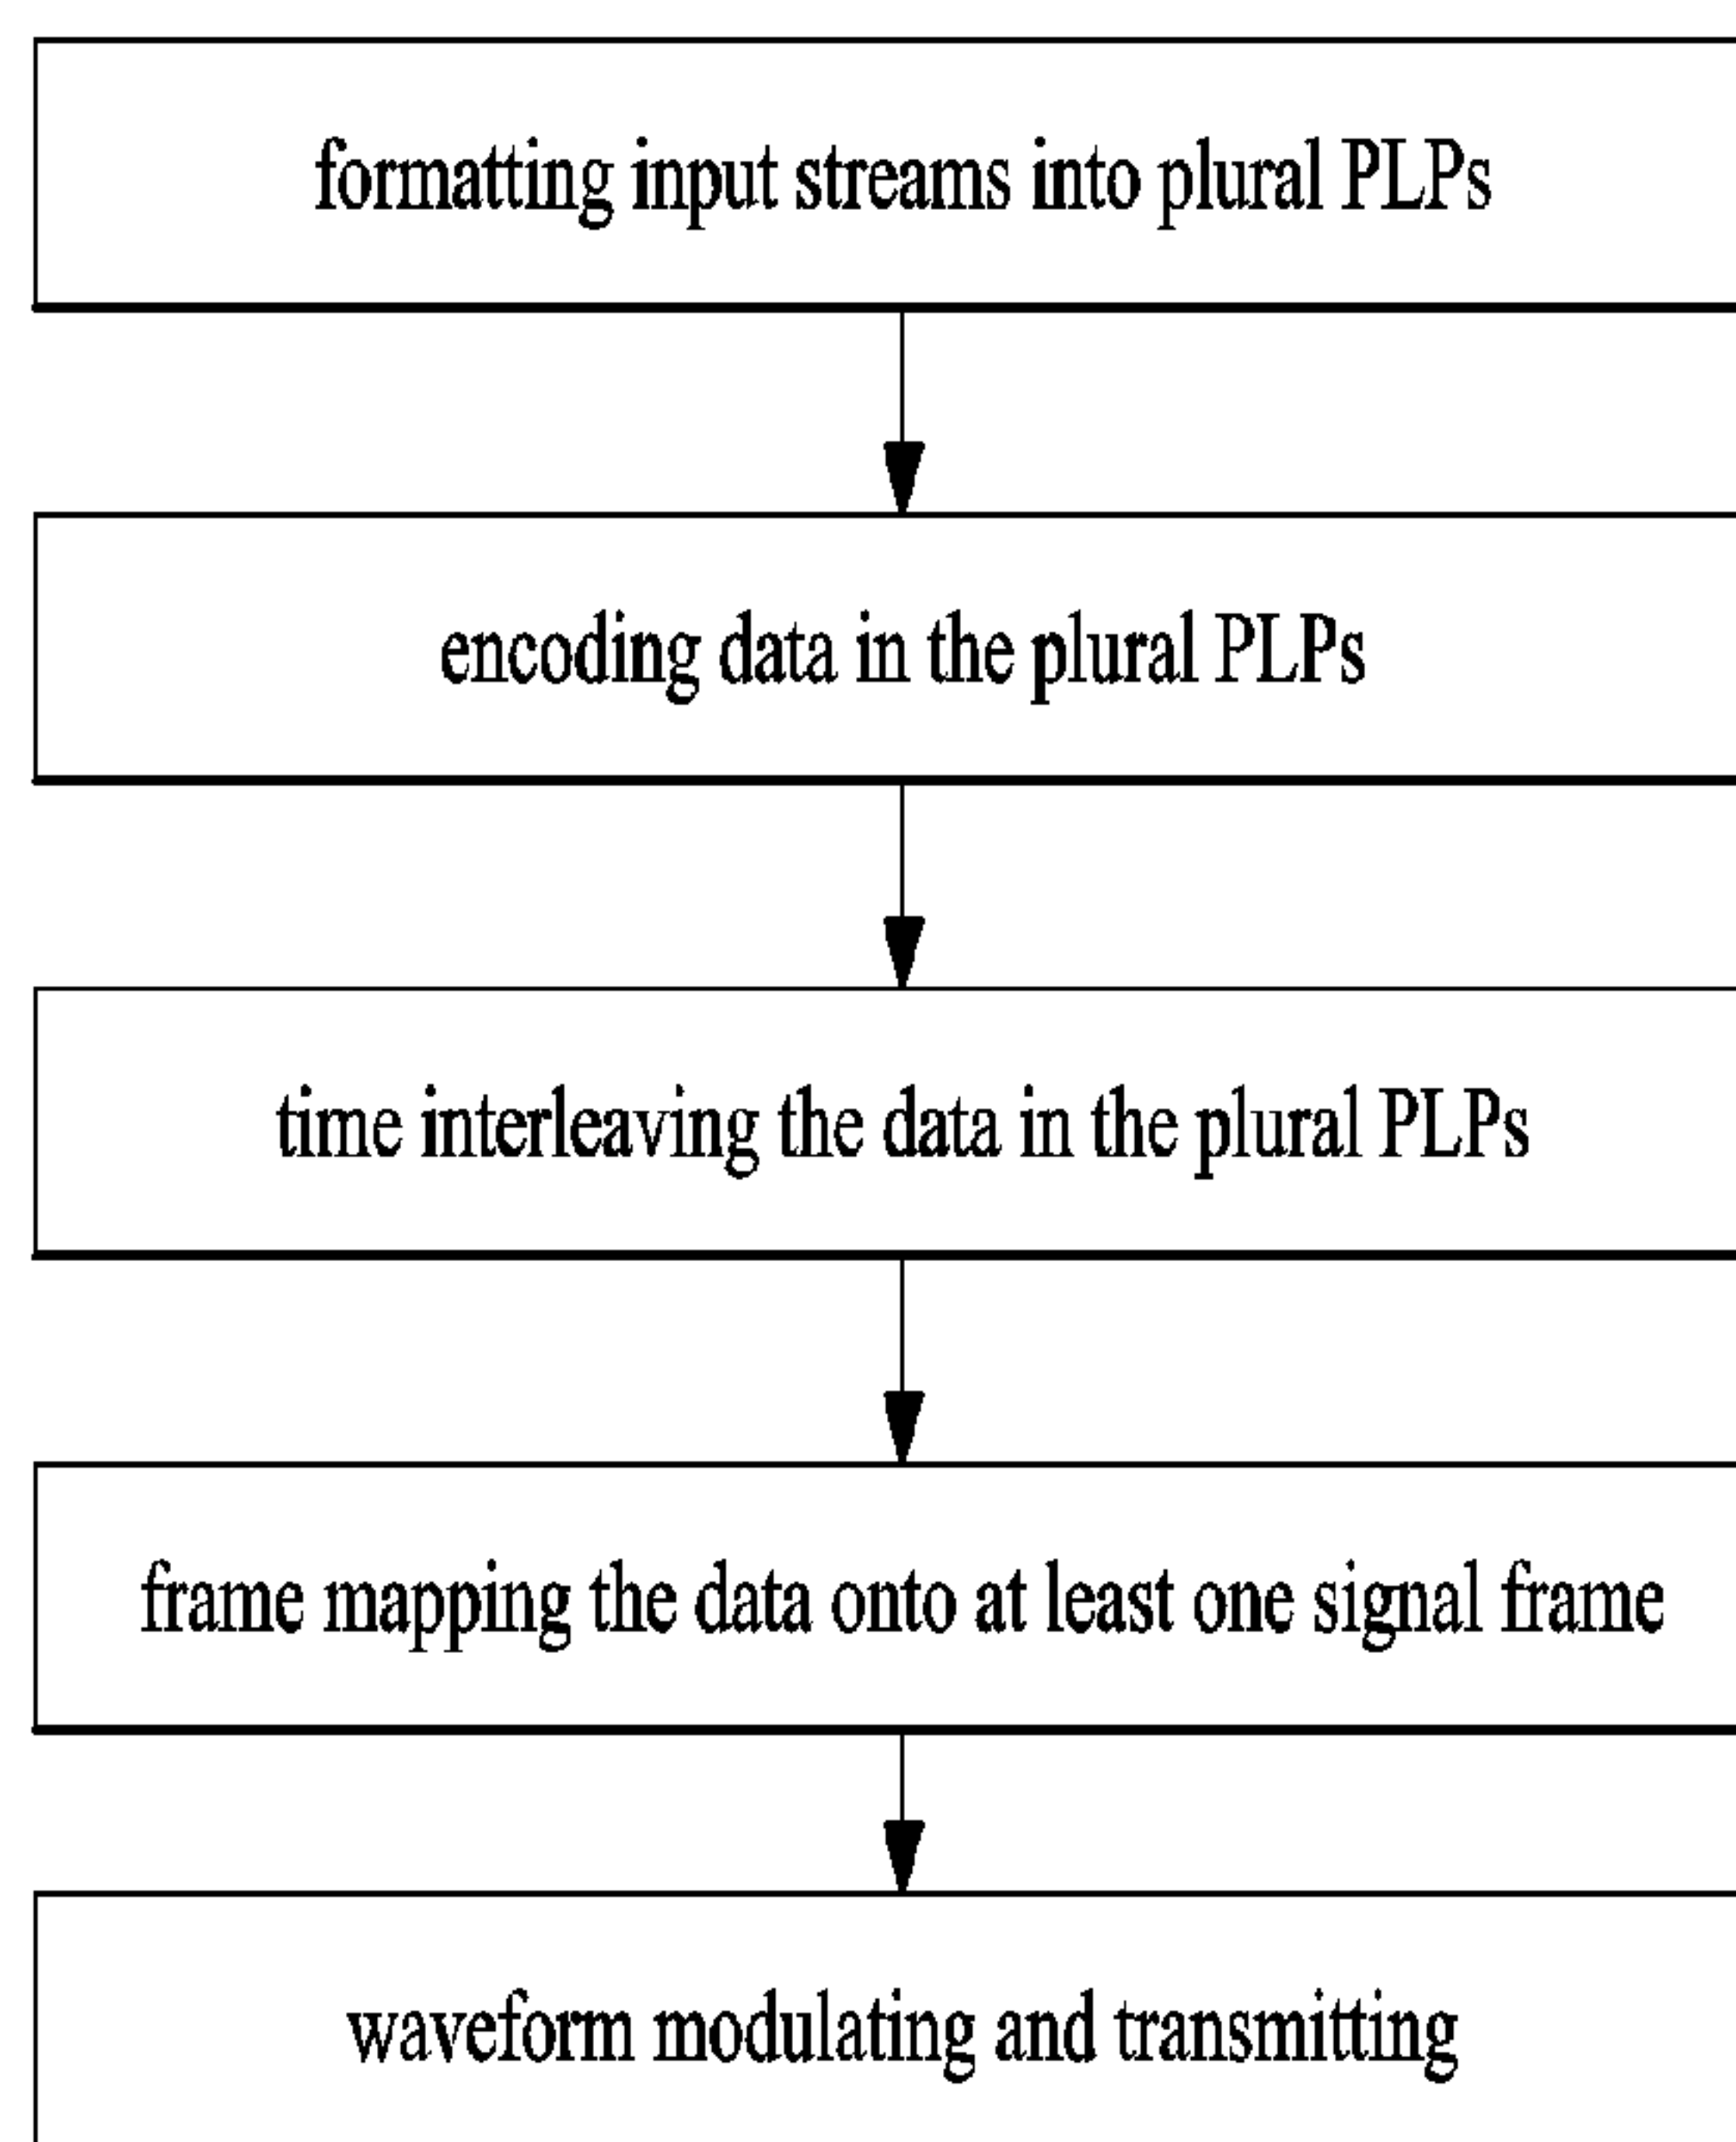 formatting input streams into plural PLPs
encoding data in the plural PLPs
time interleaving the data in the plural PLPs
frame mapping the data onto at least one signal frame
waveform modulating and transmitting